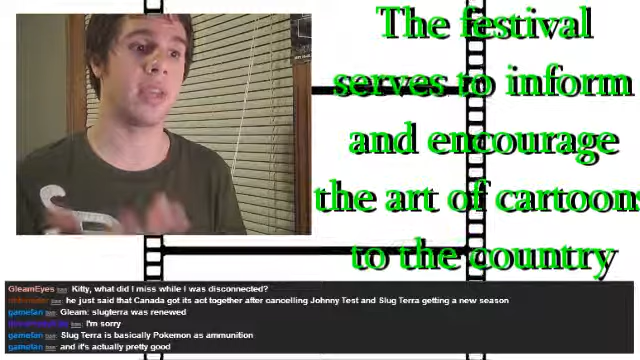 The festival
serves to inform
and encourage
the art of cartoons
to the country
GleamEyes: Kitty, what did I miss while I was disconnected?
he just said that Canada got its act together after cancelling Johnny Test and Slug Terra getting a new season
gamefan: Gleam: slugterra was renewed
I'm sorry
gamefan: Slug Terra is basically Pokemon as ammunition
gamefan: and it's actually pretty good